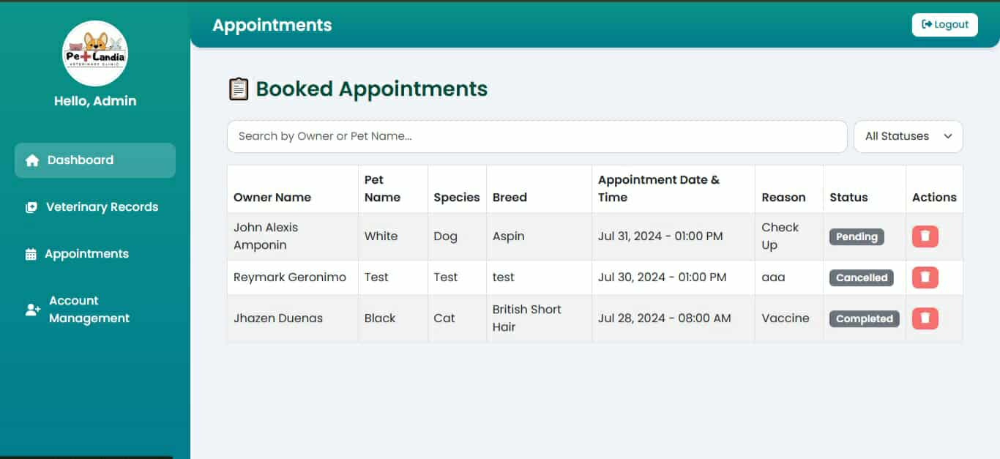 Pe+Landia
VETERINARY CLINIC
Hello, Admin
Dashboard
Veterinary Records
Appointments
Account
Management
Appointments
Logout
Booked Appointments
Search by Owner or Pet Name...
All Statuses
Owner Name
Pet
Name
Species
Breed
Appointment Date &
Time
Reason
Status
Actions
John Alexis
Amponin
White
Dog
Aspin
Jul 31, 2024 - 01:00 PM
Check
Up
Pending
Reymark Geronimo
Test
Test
test
Jul 30, 2024 - 01:00 PM
aaa
Cancelled
Jhazen Duenas
Black
Cat
British Short
Hair
Jul 28, 2024 - 08:00 AM
Vaccine
Completed